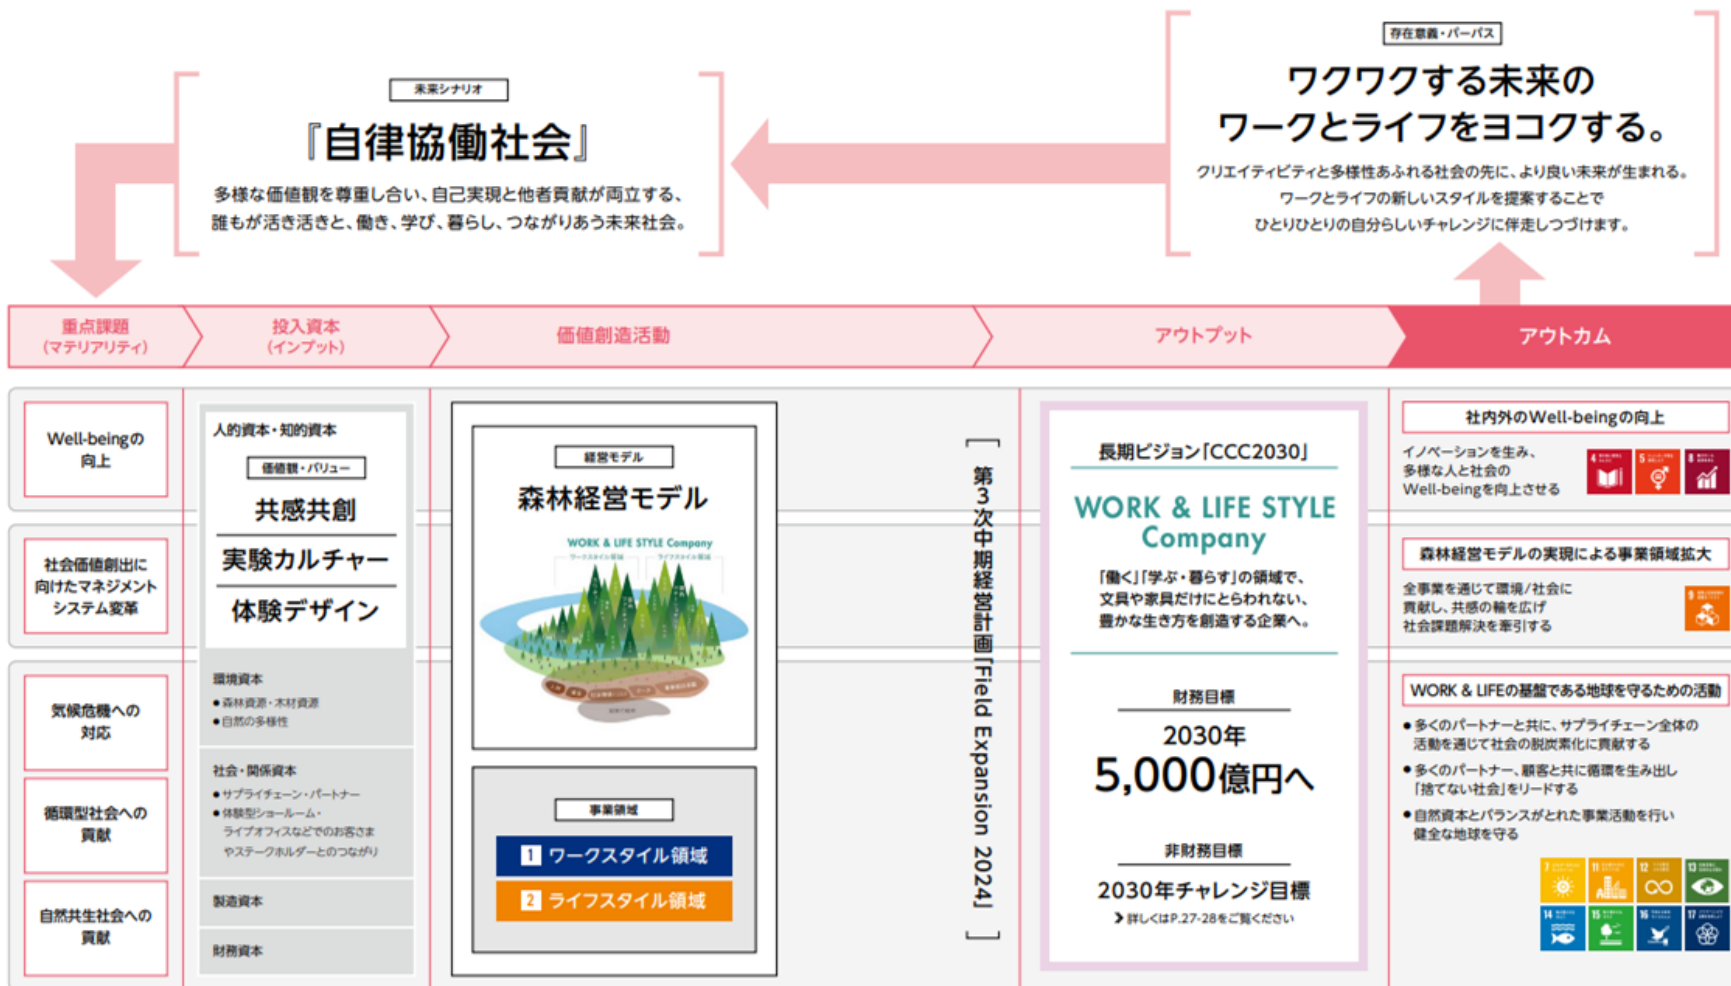 存在意義・パーパス
ワクワクする未来の
ワークとライフをヨコクする。
クリエイティビティと多様性あふれる社会の先に、より良い未来が生まれる。
ワークとライフの新しいスタイルを提案することで
ひとりひとりの自分らしいチャレンジに伴走しつづけます。
未来シナリオ
『自律協働社会』
多様な価値観を尊重し合い、自己実現と他者貢献が両立する、
誰もが活き活きと、働き、学び、暮らし、つながりあう未来社会。
重点課題
(マテリアリティ)
投入資本
(インプット)
価値創造活動
アウトプット
アウトカム
Well-beingの
向上
社会価値創出に
向けたマネジメント
システム変革
気候危機への
対応
循環型社会への
貢献
自然共生社会への
貢献
人的資本・知的資本
価値観・バリュー
共感共創
実験カルチャー
体験デザイン
環境資本
●森林資源・木材資源
●自然の多様性
社会・関係資本
●サプライチェーン・パートナー
●体験型ショールーム・
ライブオフィスなどでのお客さま
やステークホルダーとのつながり
製造資本
財務資本
経営モデル
森林経営モデル
WORK & LIFE STYLE Company
ワークスタイル領域
ライフスタイル領域
事業領域
1 ワークスタイル領域
2 ライフスタイル領域
第3次中期経営計画「Field Expansion 2024」
長期ビジョン「CCC2030」
WORK & LIFE STYLE
Company
「働く」「学ぶ・暮らす」の領域で、
文具や家具だけにとらわれない、
豊かな生き方を創造する企業へ。
財務目標
2030年
5,000億円へ
非財務目標
2030年チャレンジ目標
詳しくはP.27-28をご覧ください
社内外のWell-beingの向上
イノベーションを生み、
多様な人と社会の
Well-beingを向上させる
4
5
8
森林経営モデルの実現による事業領域拡大
全事業を通じて環境/社会に
貢献し、共感の輪を広げ
社会課題解決を牽引する
9
WORK & LIFEの基盤である地球を守るための活動
●多くのパートナーと共に、サプライチェーン全体の
活動を通じて社会の脱炭素化に貢献する
●多くのパートナー、顧客と共に循環を生み出し
「捨てない社会」をリードする
●自然資本とバランスがとれた事業活動を行い
健全な地球を守る
7
11
12
13
14
15
16
17